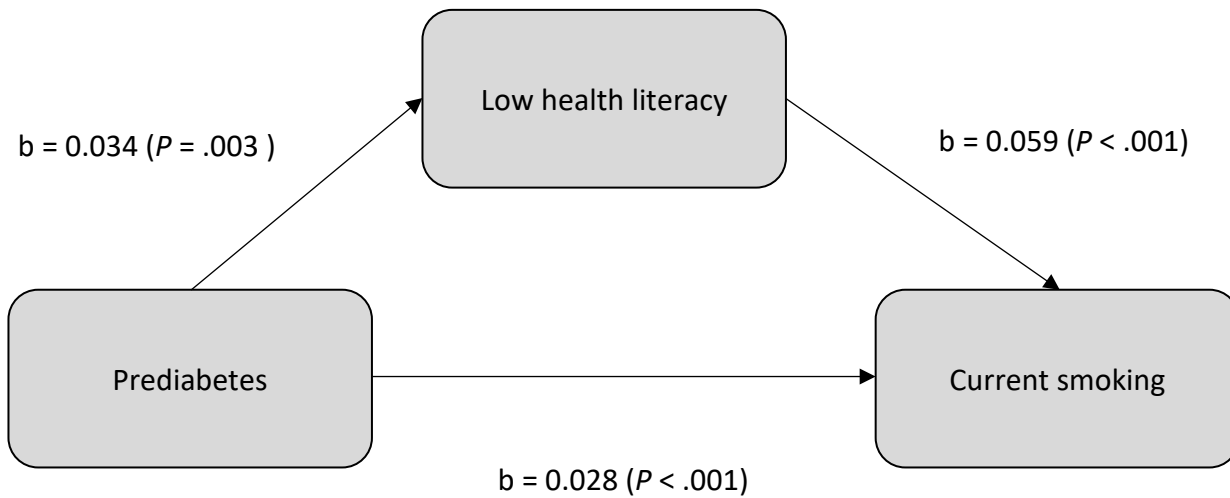 Low health literacy
b = 0.034 (P = .003 )
b = 0.059 (P < .001)
Prediabetes
Current smoking
b = 0.028 (P < .001)